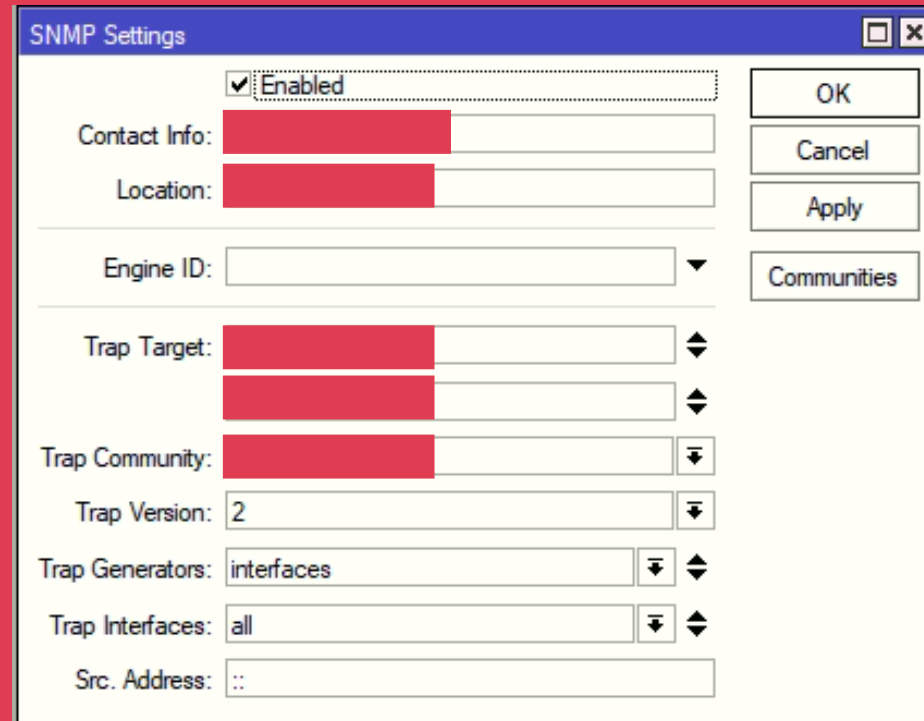 SNMP Settings
Enabled
OK
Contact Info:
Cancel
Location:
Apply
Engine ID:
Communities
Trap Target:
Trap Community:
Trap Version: 2
Trap Generators: interfaces
Trap Interfaces: all
Src. Address: ::